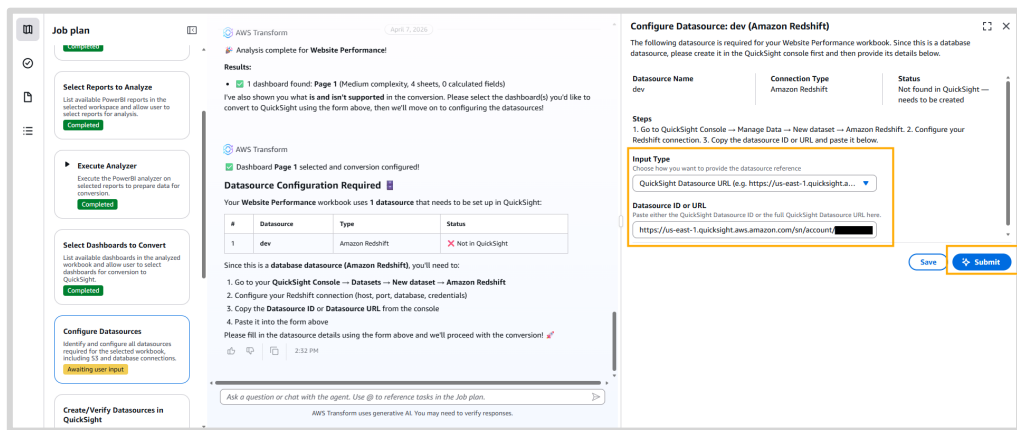 Job plan
Completed
Select Reports to Analyze
List available PowerBI reports in the
selected workspace and allow user to
select reports for analysis.
Completed
Execute Analyzer
Execute the PowerBI analyzer on
selected reports to prepare data for
conversion.
Completed
Select Dashboards to Convert
List available dashboards in the analyzed
workbook and allow user to select
dashboards for conversion to
QuickSight.
Completed
Configure Datasources
Identify and configure all datasources
required for the selected workbook,
including S3 and database connections.
Awaiting user input
Create/Verify Datasources in
QuickSight
AWS Transform
April 7, 2026
Analysis complete for Website Performance!
Results:
• ✅ 1 dashboard found: Page 1 (Medium complexity, 4 sheets, 0 calculated fields)
I've also shown you what is and isn't supported in the conversion. Please select the dashboard(s) you'd like to
convert to QuickSight using the form above, then we'll move on to configuring the datasources!
AWS Transform
✅ Dashboard Page 1 selected and conversion configured!
Datasource Configuration Required
Your Website Performance workbook uses 1 datasource that needs to be set up in QuickSight:
# Datasource Type Status
1 dev Amazon Redshift ❌ Not in QuickSight
Since this is a database datasource (Amazon Redshift), you'll need to:
1. Go to your QuickSight Console → Datasets → New dataset → Amazon Redshift
2. Configure your Redshift connection (host, port, database, credentials)
3. Copy the Datasource ID or Datasource URL from the console
4. Paste it into the form above
Please fill in the datasource details using the form above and we'll proceed with the conversion! 🚀
2:32 PM
Ask a question or chat with the agent. Use @ to reference tasks in the Job plan.
AWS Transform uses generative AI. You may need to verify responses.
Configure Datasource: dev (Amazon Redshift)
The following datasource is required for your Website Performance workbook. Since this is a database
datasource, please create it in the QuickSight console first and then provide its details below.
Datasource Name Connection Type Status
dev Amazon Redshift Not found in QuickSight —
needs to be created
Steps
1. Go to QuickSight Console → Manage Data → New dataset → Amazon Redshift. 2. Configure your
Redshift connection. 3. Copy the datasource ID or URL and paste it below.
Input Type
Choose how you want to provide the datasource reference
QuickSight Datasource URL (e.g. https://us-east-1.quicksight.a...
Datasource ID or URL
Paste either the QuickSight Datasource ID or the full QuickSight Datasource URL here.
https://us-east-1.quicksight.aws.amazon.com/sn/account/
Save
Submit